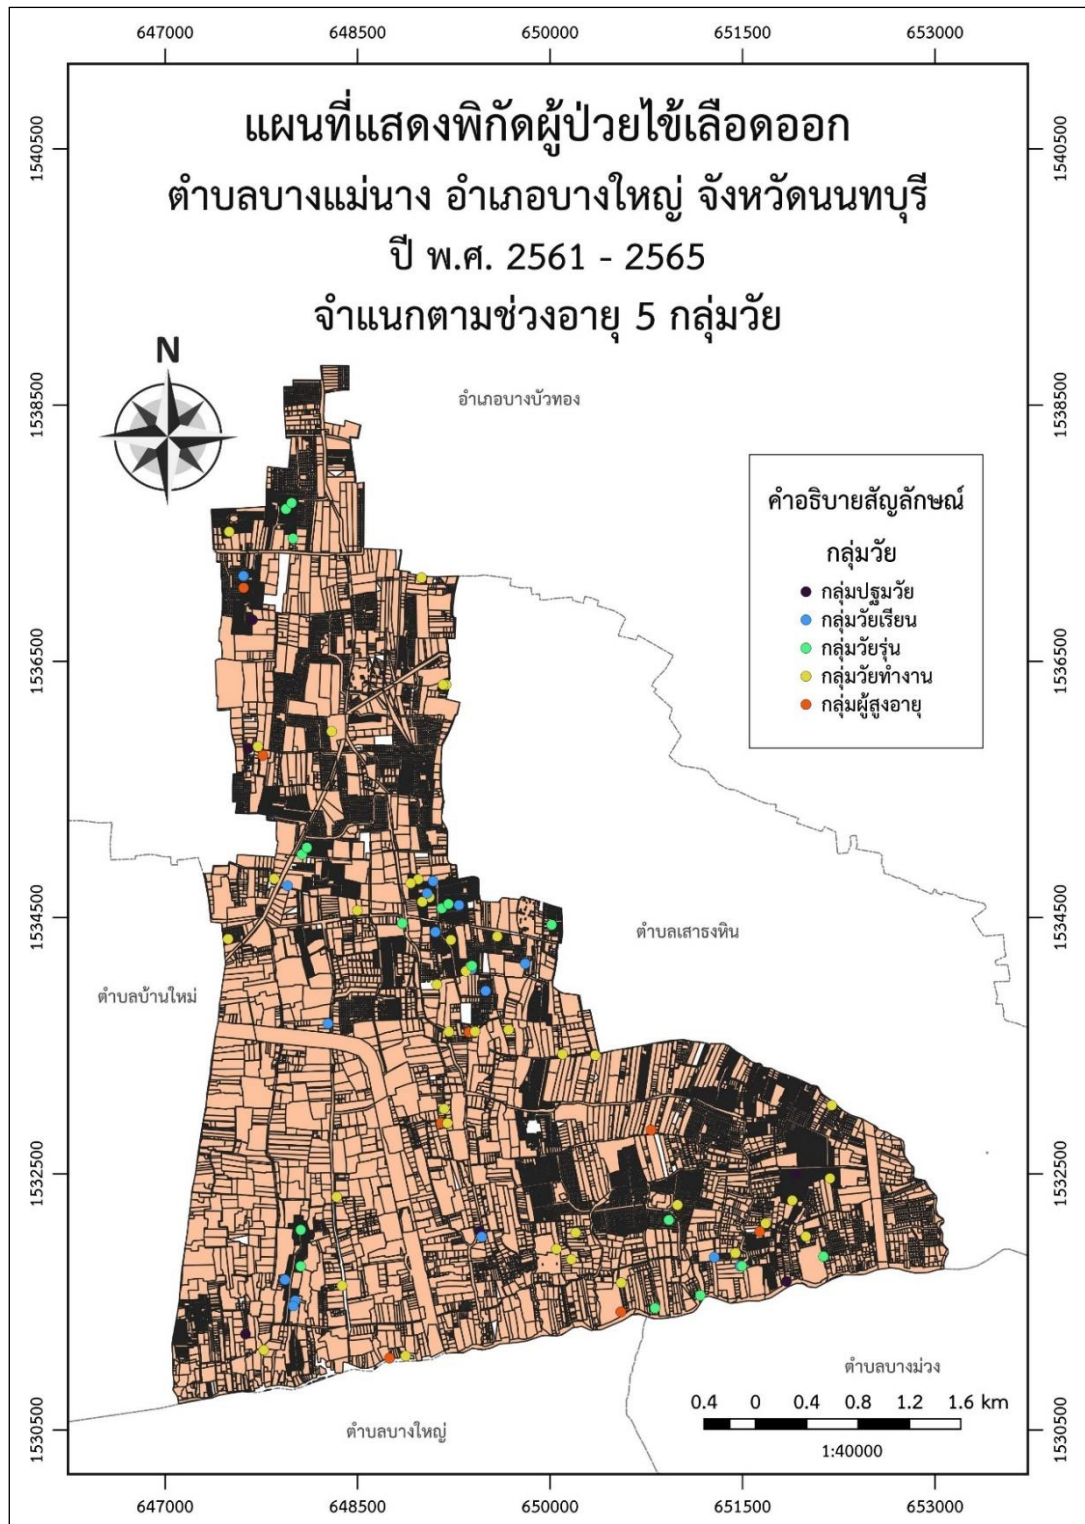 647000 648500 650000 651500 653000
แผนที่แสดงพิกัดผู้ป่วยไข้เลือดออก
ตำบลบางแม่นาง อำเภอบางใหญ่ จังหวัดนนทบุรี
ปี พ.ศ. 2561 - 2565
จำแนกตามช่วงอายุ 5 กลุ่มวัย
N
อำเภอบางบัวทอง
คำอธิบายสัญลักษณ์
กลุ่มวัย
กลุ่มปฐมวัย
กลุ่มวัยเรียน
กลุ่มวัยรุ่น
กลุ่มวัยทำงาน
กลุ่มผู้สูงอายุ
ตำบลเสาธงหิน
ตำบลบ้านใหม่
ตำบลบางม่วง
ตำบลบางใหญ่
0.4 0 0.4 0.8 1.2 1.6 km
1:40000
1540500
1538500
1536500
1534500
1532500
1530500
1540500
1538500
1536500
1534500
1532500
1530500
647000 648500 650000 651500 653000